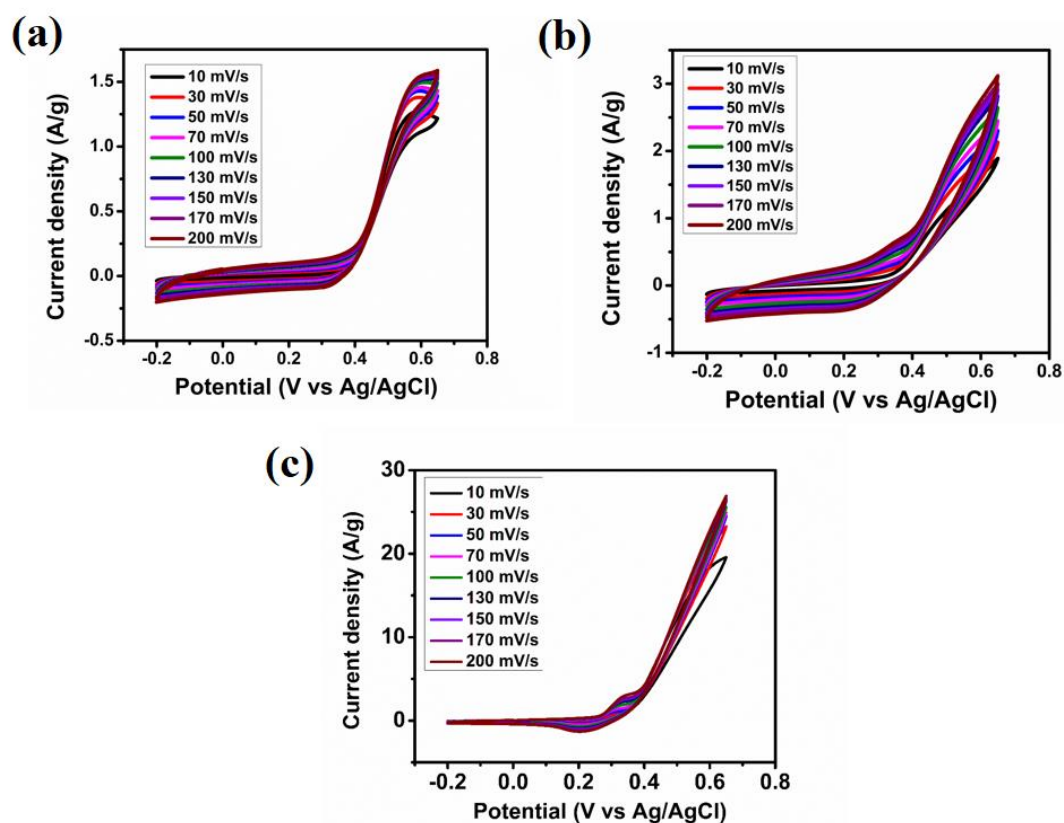 (a)
Current density (A/g)
1.5
1.0
0.5
0.0
-0.5
10 mV/s
30 mV/s
50 mV/s
70 mV/s
100 mV/s
130 mV/s
150 mV/s
170 mV/s
200 mV/s
-0.2 0.0 0.2 0.4 0.6 0.8
Potential (V vs Ag/AgCl)
(b)
Current density (A/g)
3
2
1
0
-1
10 mV/s
30 mV/s
50 mV/s
70 mV/s
100 mV/s
130 mV/s
150 mV/s
170 mV/s
200 mV/s
-0.2 0.0 0.2 0.4 0.6 0.8
Potential (V vs Ag/AgCl)
(c)
Current density (A/g)
30
20
10
0
10 mV/s
30 mV/s
50 mV/s
70 mV/s
100 mV/s
130 mV/s
150 mV/s
170 mV/s
200 mV/s
-0.2 0.0 0.2 0.4 0.6 0.8
Potential (V vs Ag/AgCl)